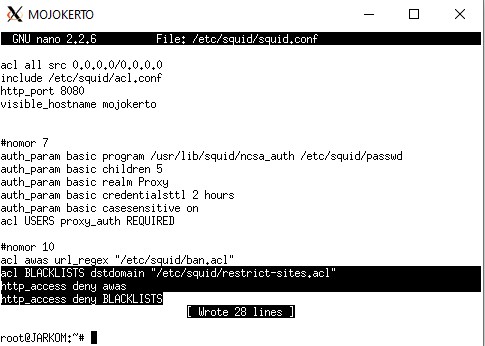 MOJOKERTO
GNU nano 2.2.6 File: /etc/squid/squid.conf
acl all src 0.0.0.0/0.0.0.0
include /etc/squid/acl.conf
http_port 8080
visible_hostname mojokerto
#nomor 7
auth_param basic program /usr/lib/squid/ncsa_auth /etc/squid/passwd
auth_param basic children 5
auth_param basic realm Proxy
auth_param basic credentialsttl 2 hours
auth_param basic casesensitive on
acl USERS proxy_auth REQUIRED
#nomor 10
acl awas url_regex "/etc/squid/ban.acl"
acl BLACKLISTS dstdomain "/etc/squid/restrict-sites.acl"
http_access deny awas
http_access deny BLACKLISTS
[ Wrote 28 lines ]
root@JARKOM:~#